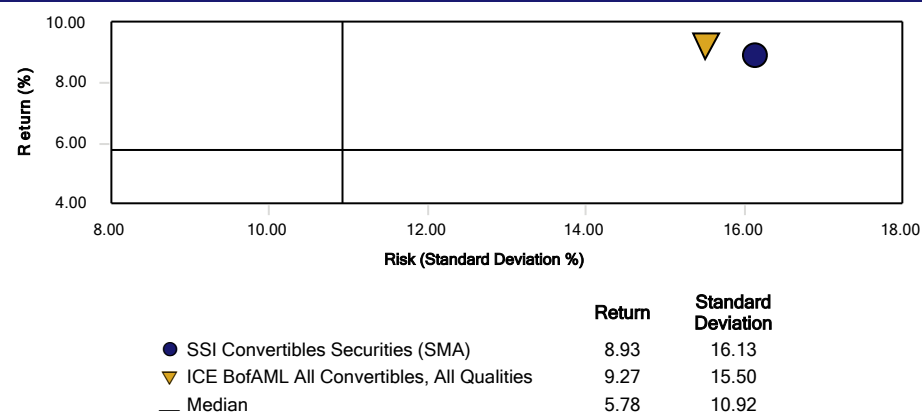 10.00
8.00
6.00
4.00
Return (%)
8.00 10.00 12.00 14.00 16.00 18.00
Risk (Standard Deviation %)
Return Standard Deviation
SSI Convertibles Securities (SMA) 8.93 16.13
ICE BofAML All Convertibles, All Qualities 9.27 15.50
Median 5.78 10.92